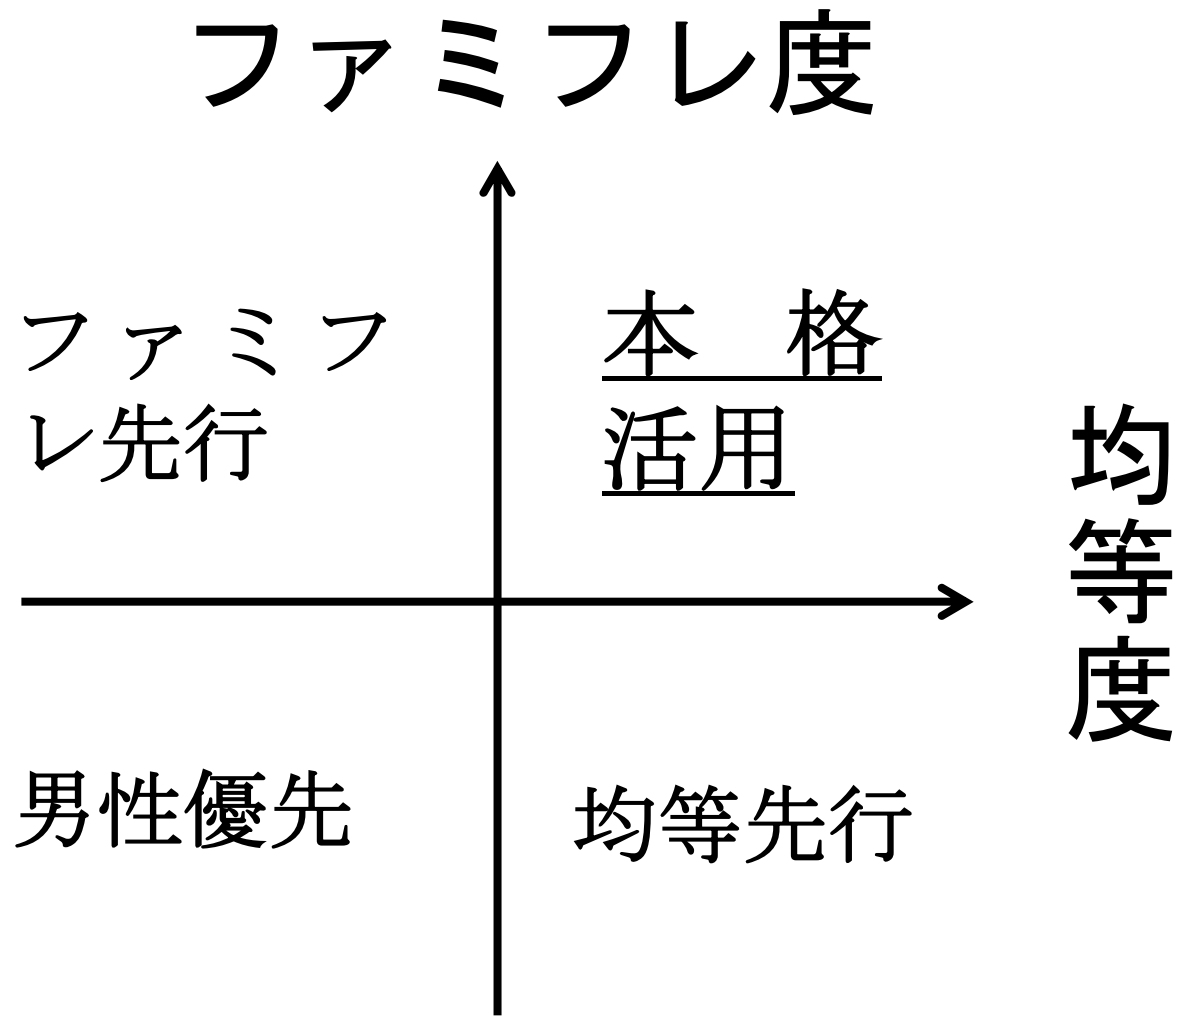 ファミフレ度
ファミフ
レ先行
本　格
活用
均等度
男性優先
均等先行